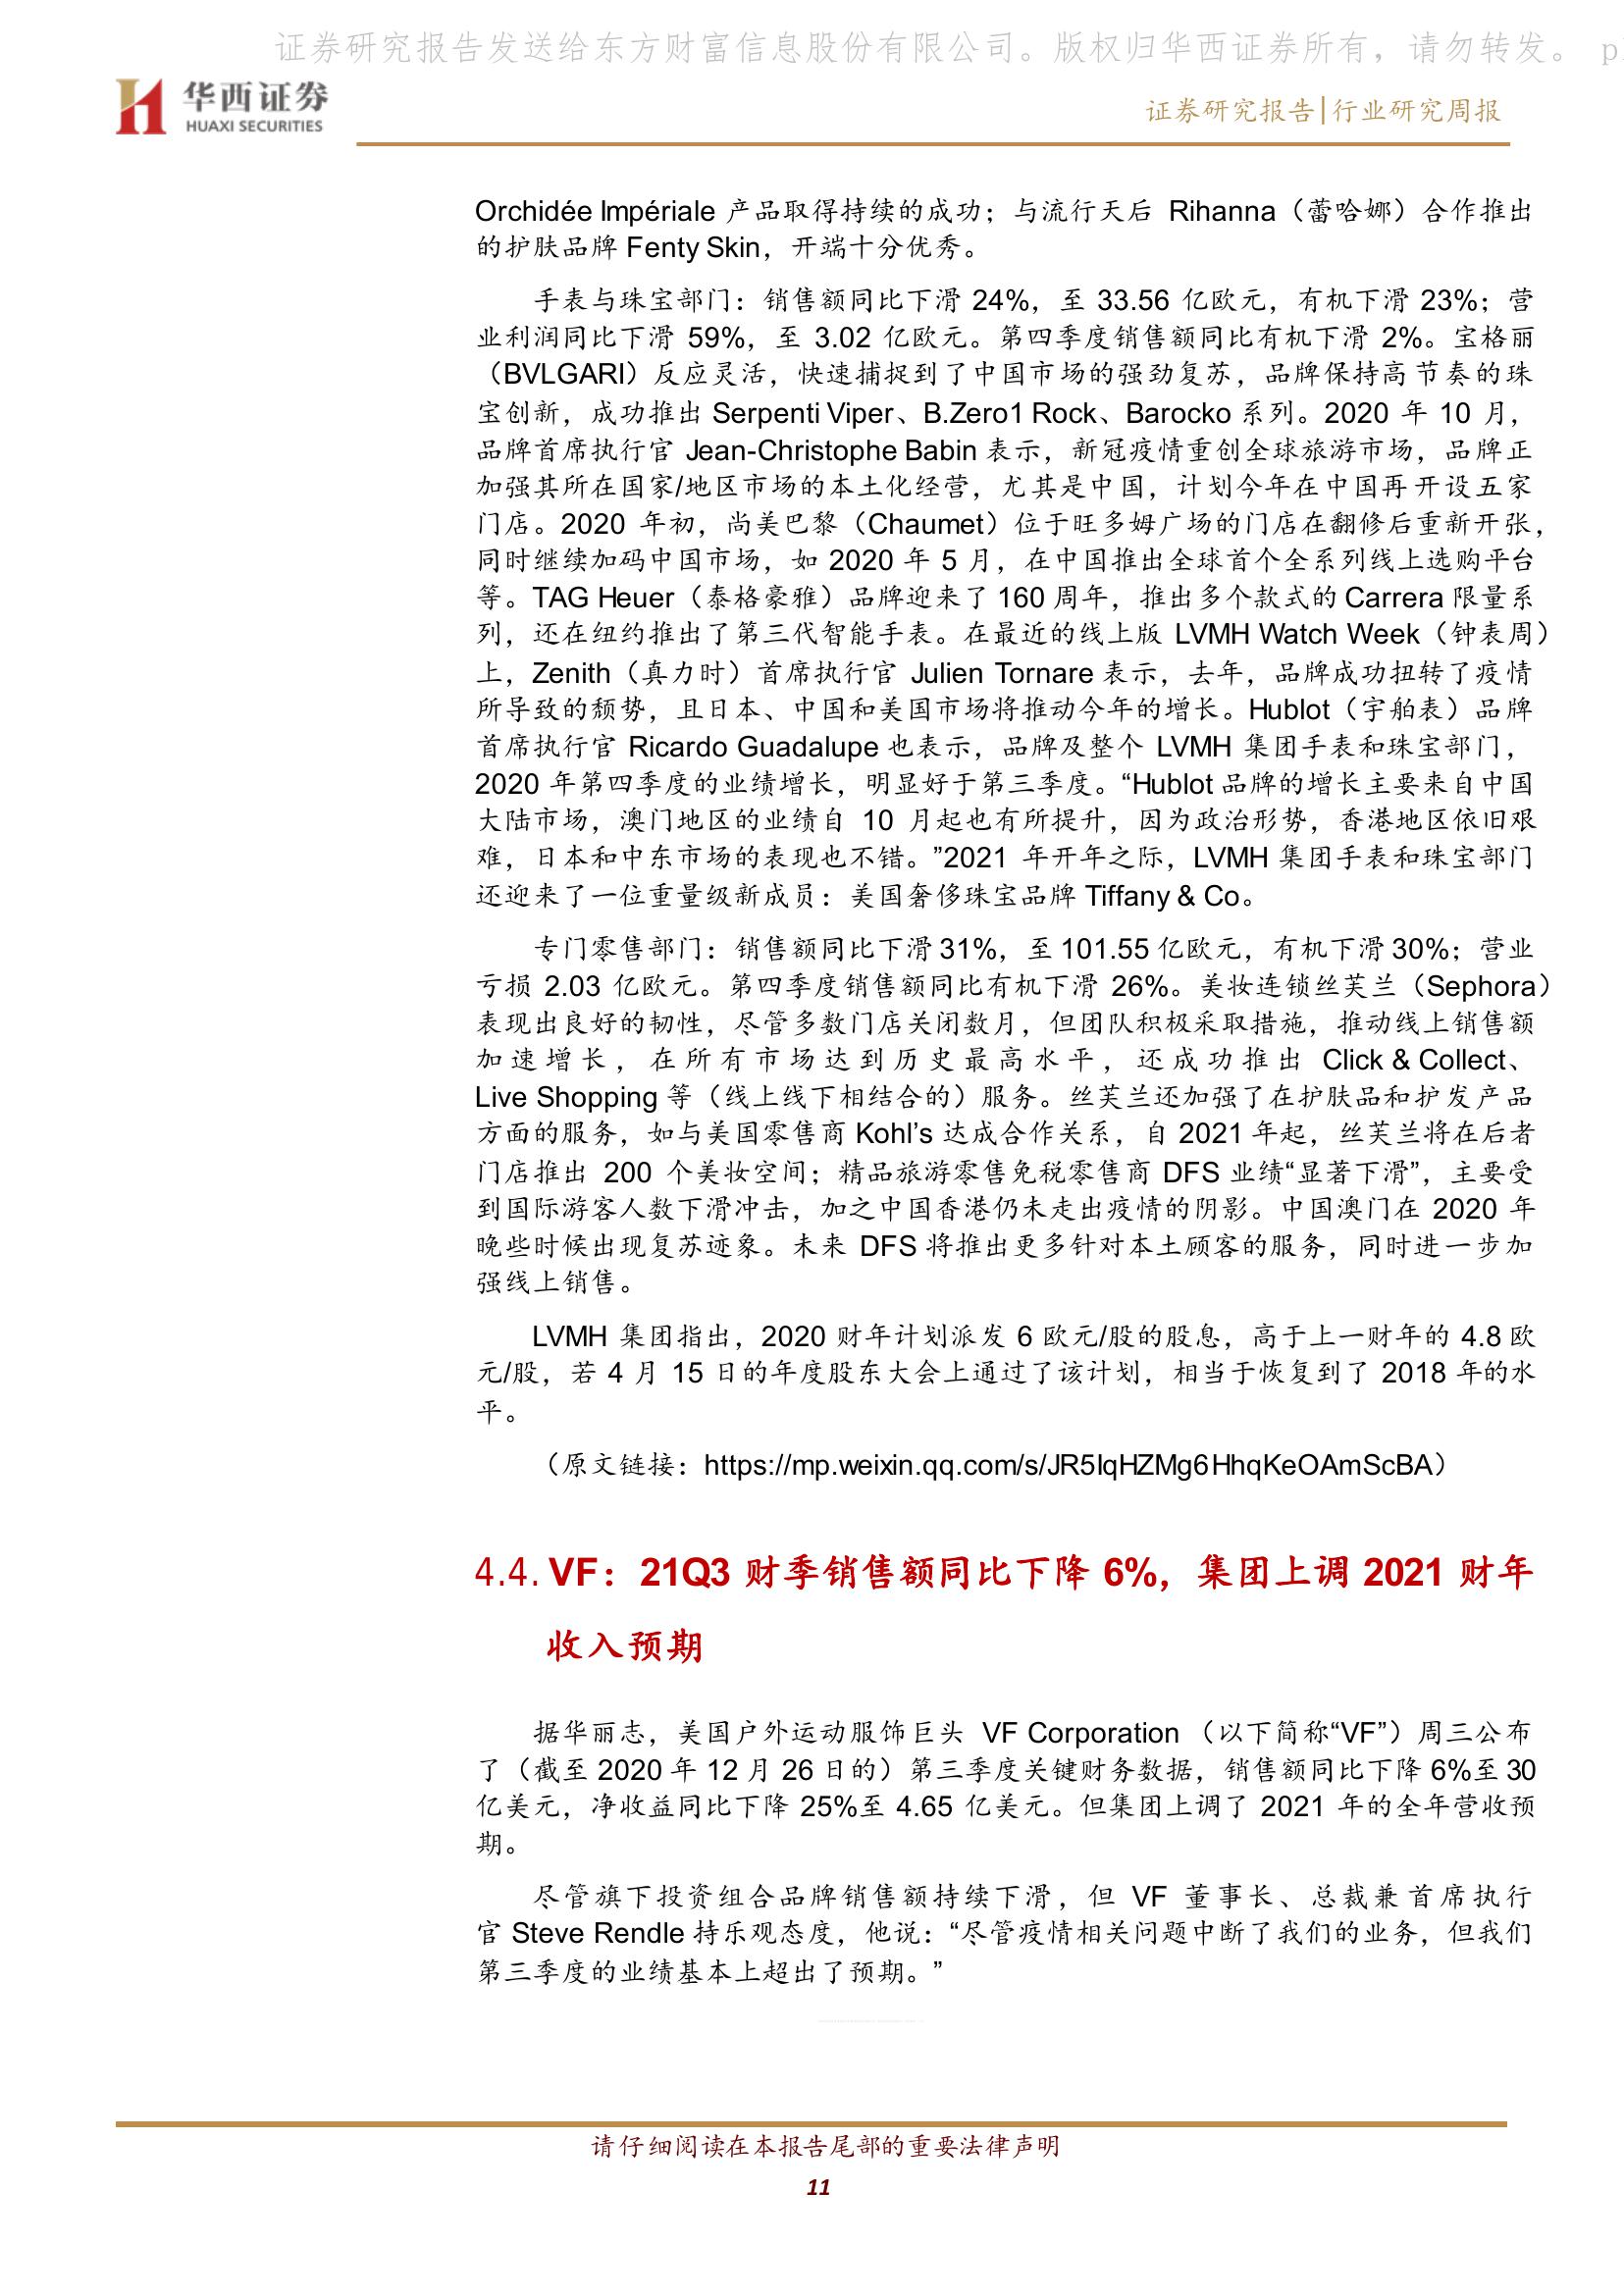 证券研究报告发送给东方财富信息股份有限公司。版权归华西证券所有，请勿转发。 p
华西证券
HUAXI SECURITIES
证券研究报告|行业研究周报
Orchidée Impériale 产品取得持续的成功；与流行天后 Rihanna（蕾哈娜）合作推出
的护肤品牌 Fenty Skin，开端十分优秀。
手表与珠宝部门：销售额同比下滑 24%，至 33.56 亿欧元，有机下滑 23%；营
业利润同比下滑 59%，至 3.02 亿欧元。第四季度销售额同比有机下滑 2%。宝格丽
（BVLGARI）反应灵活，快速捕捉到了中国市场的强劲复苏，品牌保持高节奏的珠
宝创新，成功推出 Serpenti Viper、B.Zero1 Rock、Barocko 系列。2020 年 10 月，
品牌首席执行官 Jean-Christophe Babin 表示，新冠疫情重创全球旅游市场，品牌正
加强其所在国家/地区市场的本土化经营，尤其是中国，计划今年在中国再开设五家
门店。2020 年初，尚美巴黎（Chaumet）位于旺多姆广场的门店在翻修后重新开张，
同时继续加码中国市场，如 2020 年 5 月，在中国推出全球首个全系列线上选购平台
等。TAG Heuer（泰格豪雅）品牌迎来了 160 周年，推出多个款式的 Carrera 限量系
列，还在纽约推出了第三代智能手表。在最近的线上版 LVMH Watch Week（钟表周）
上，Zenith（真力时）首席执行官 Julien Tornare 表示，去年，品牌成功扭转了疫情
所导致的颓势，且日本、中国和美国市场将推动今年的增长。Hublot（宇舶表）品牌
首席执行官 Ricardo Guadalupe 也表示，品牌及整个 LVMH 集团手表和珠宝部门，
2020 年第四季度的业绩增长，明显好于第三季度。“Hublot 品牌的增长主要来自中国
大陆市场，澳门地区的业绩自 10 月起也有所提升，因为政治形势，香港地区依旧艰
难，日本和中东市场的表现也不错。”2021 年开年之际，LVMH 集团手表和珠宝部门
还迎来了一位重量级新成员：美国奢侈珠宝品牌 Tiffany & Co。
专门零售部门：销售额同比下滑 31%，至 101.55 亿欧元，有机下滑 30%；营业
亏损 2.03 亿欧元。第四季度销售额同比有机下滑 26%。美妆连锁丝芙兰（Sephora）
表现出良好的韧性，尽管多数门店关闭数月，但团队积极采取措施，推动线上销售额
加速增长，在所有市场达到历史最高水平，还成功推出 Click & Collect、
Live Shopping 等（线上线下相结合的）服务。丝芙兰还加强了在护肤品和护发产品
方面的服务，如与美国零售商 Kohl’s 达成合作关系，自 2021 年起，丝芙兰将在后者
门店推出 200 个美妆空间；精品旅游零售免税零售商 DFS 业绩“显著下滑”，主要受
到国际游客人数下滑冲击，加之中国香港仍未走出疫情的阴影。中国澳门在 2020 年
晚些时候出现复苏迹象。未来 DFS 将推出更多针对本土顾客的服务，同时进一步加
强线上销售。
LVMH 集团指出，2020 财年计划派发 6 欧元/股的股息，高于上一财年的 4.8 欧
元/股，若 4 月 15 日的年度股东大会上通过了该计划，相当于恢复到了 2018 年的水
平。
（原文链接：https://mp.weixin.qq.com/s/JR5IqHZMg6HhqKeOAmScBA）
4.4. VF：21Q3 财季销售额同比下降 6%，集团上调 2021 财年
收入预期
据华丽志，美国户外运动服饰巨头 VF Corporation （以下简称“VF”）周三公布
了（截至 2020 年 12 月 26 日的）第三季度关键财务数据，销售额同比下降 6%至 30
亿美元，净收益同比下降 25%至 4.65 亿美元。但集团上调了 2021 年的全年营收预
期。
尽管旗下投资组合品牌销售额持续下滑，但 VF 董事长、总裁兼首席执行
官 Steve Rendle 持乐观态度，他说：“尽管疫情相关问题中断了我们的业务，但我们
第三季度的业绩基本上超出了预期。”
请仔细阅读在本报告尾部的重要法律声明
11